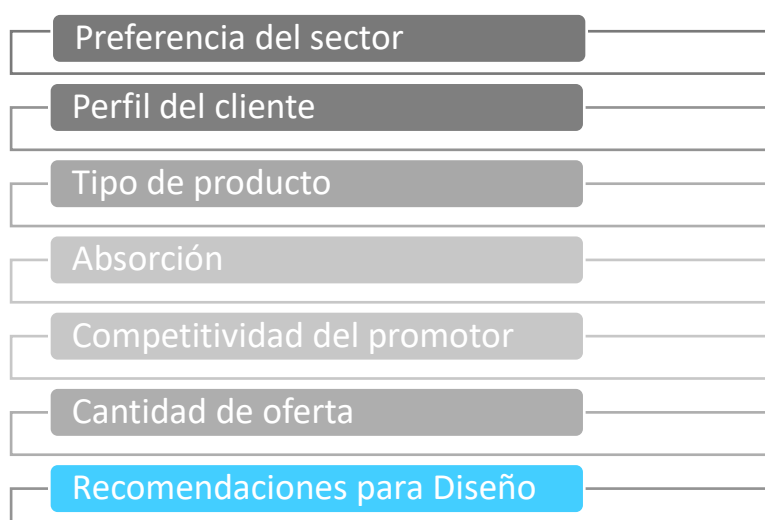 Preferencia del sector
Perfil del cliente
Tipo de producto
Absorción
Competitividad del promotor
Cantidad de oferta
Recomendaciones para Diseño